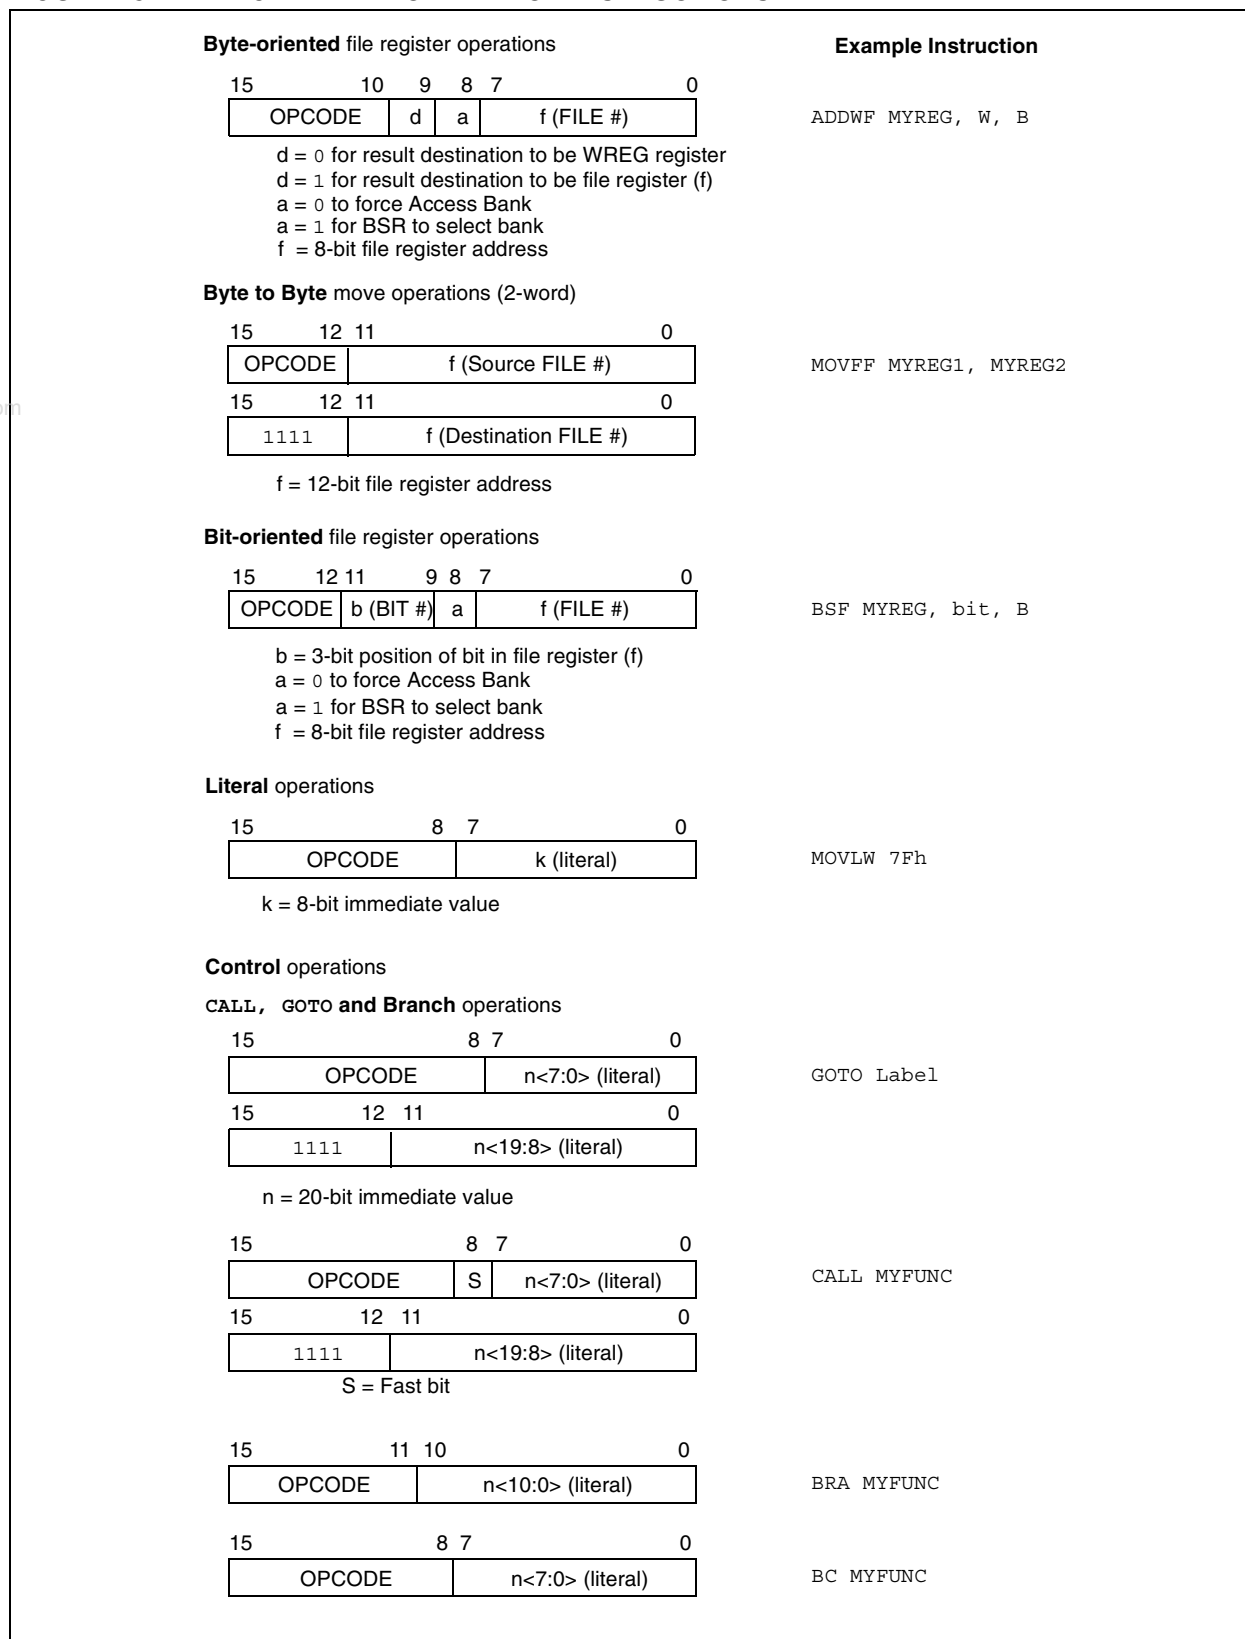 Byte-oriented file register operations
Example Instruction
15 10 9 8 7 0
OPCODE d a f (FILE #)
ADDWF MYREG, W, B
d = 0 for result destination to be WREG register
d = 1 for result destination to be file register (f)
a = 0 to force Access Bank
a = 1 for BSR to select bank
f = 8-bit file register address
Byte to Byte move operations (2-word)
15 12 11 0
OPCODE f (Source FILE #)
MOVFF MYREG1, MYREG2
15 12 11 0
1111 f (Destination FILE #)
f = 12-bit file register address
Bit-oriented file register operations
15 12 11 9 8 7 0
OPCODE b (BIT #) a f (FILE #)
BSF MYREG, bit, B
b = 3-bit position of bit in file register (f)
a = 0 to force Access Bank
a = 1 for BSR to select bank
f = 8-bit file register address
Literal operations
15 8 7 0
OPCODE k (literal)
MOVLW 7Fh
k = 8-bit immediate value
Control operations
CALL, GOTO and Branch operations
15 8 7 0
OPCODE n<7:0> (literal)
GOTO Label
15 12 11 0
1111 n<19:8> (literal)
n = 20-bit immediate value
15 8 7 0
OPCODE S n<7:0> (literal)
CALL MYFUNC
15 12 11 0
1111 n<19:8> (literal)
S = Fast bit
15 11 10 0
OPCODE n<10:0> (literal)
BRA MYFUNC
15 8 7 0
OPCODE n<7:0> (literal)
BC MYFUNC